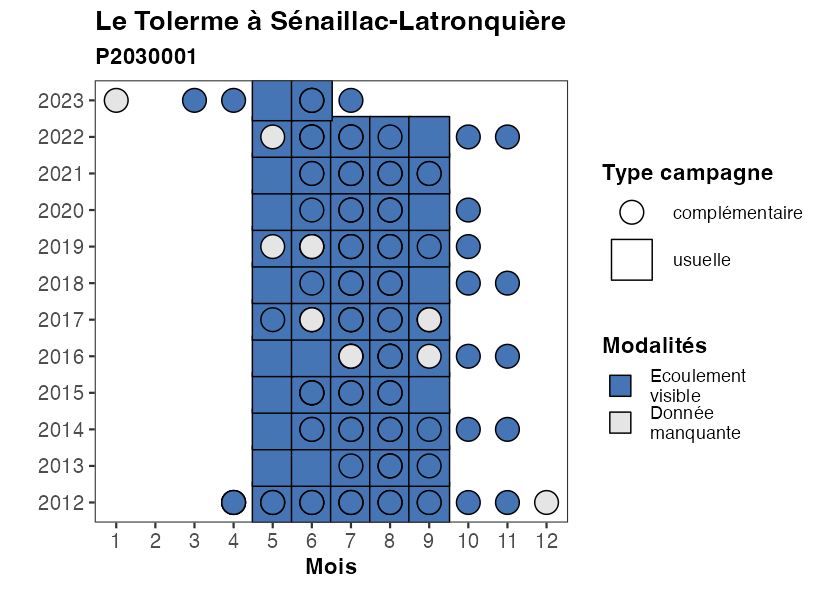 Le Tolerme à Sénaillac-Latronquière
P2030001
2023
2022
2021
2020
2019
2018
2017
2016
2015
2014
2013
2012
1 2 3 4 5 6 7 8 9 10 11 12
Mois
Type campagne
complémentaire
usuelle
Modalités
Ecoulement
visible
Donnée
manquante